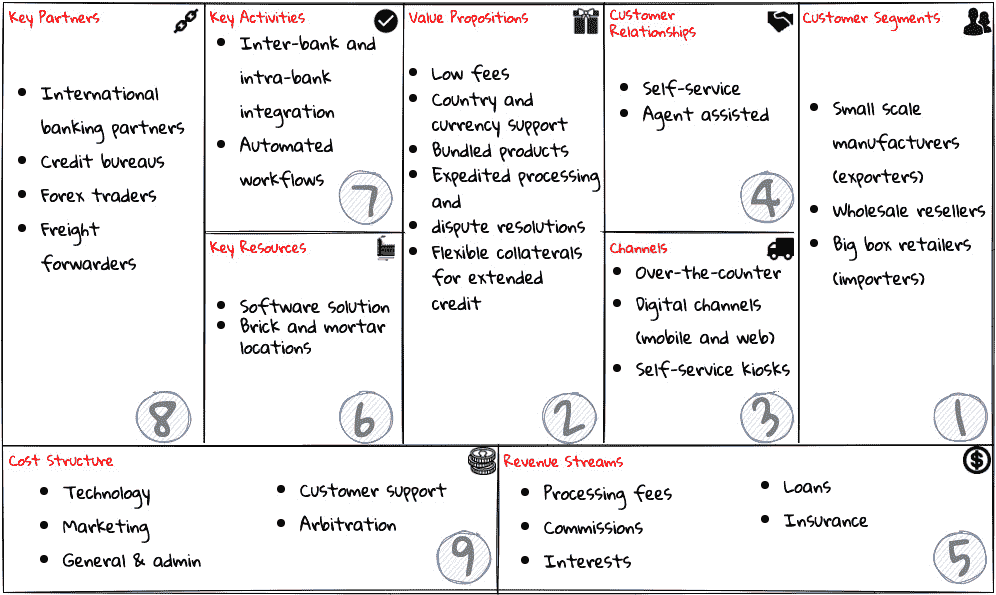 Key Partners
International
banking partners
Credit bureaus
Forex traders
Freight
forwarders
8
Key Activities
Inter-bank and
intra-bank
integration
Automated
workflows
7
Key Resources
Software solution
Brick and mortar
locations
6
Value Propositions
Low fees
Country and
currency support
Bundled products
Expedited processing
and
dispute resolutions
Flexible collaterals
for extended
credit
2
Customer
Relationships
Self-service
Agent assisted
4
Channels
Over-the-counter
Digital channels
(mobile and web)
Self-service kiosks
3
Customer Segments
Small scale
manufacturers
(exporters)
Wholesale resellers
Big box retailers
(importers)
1
Cost Structure
Technology
Marketing
General & admin
Customer support
Arbitration
9
Revenue Streams
Processing fees
Commissions
Interests
Loans
Insurance
5